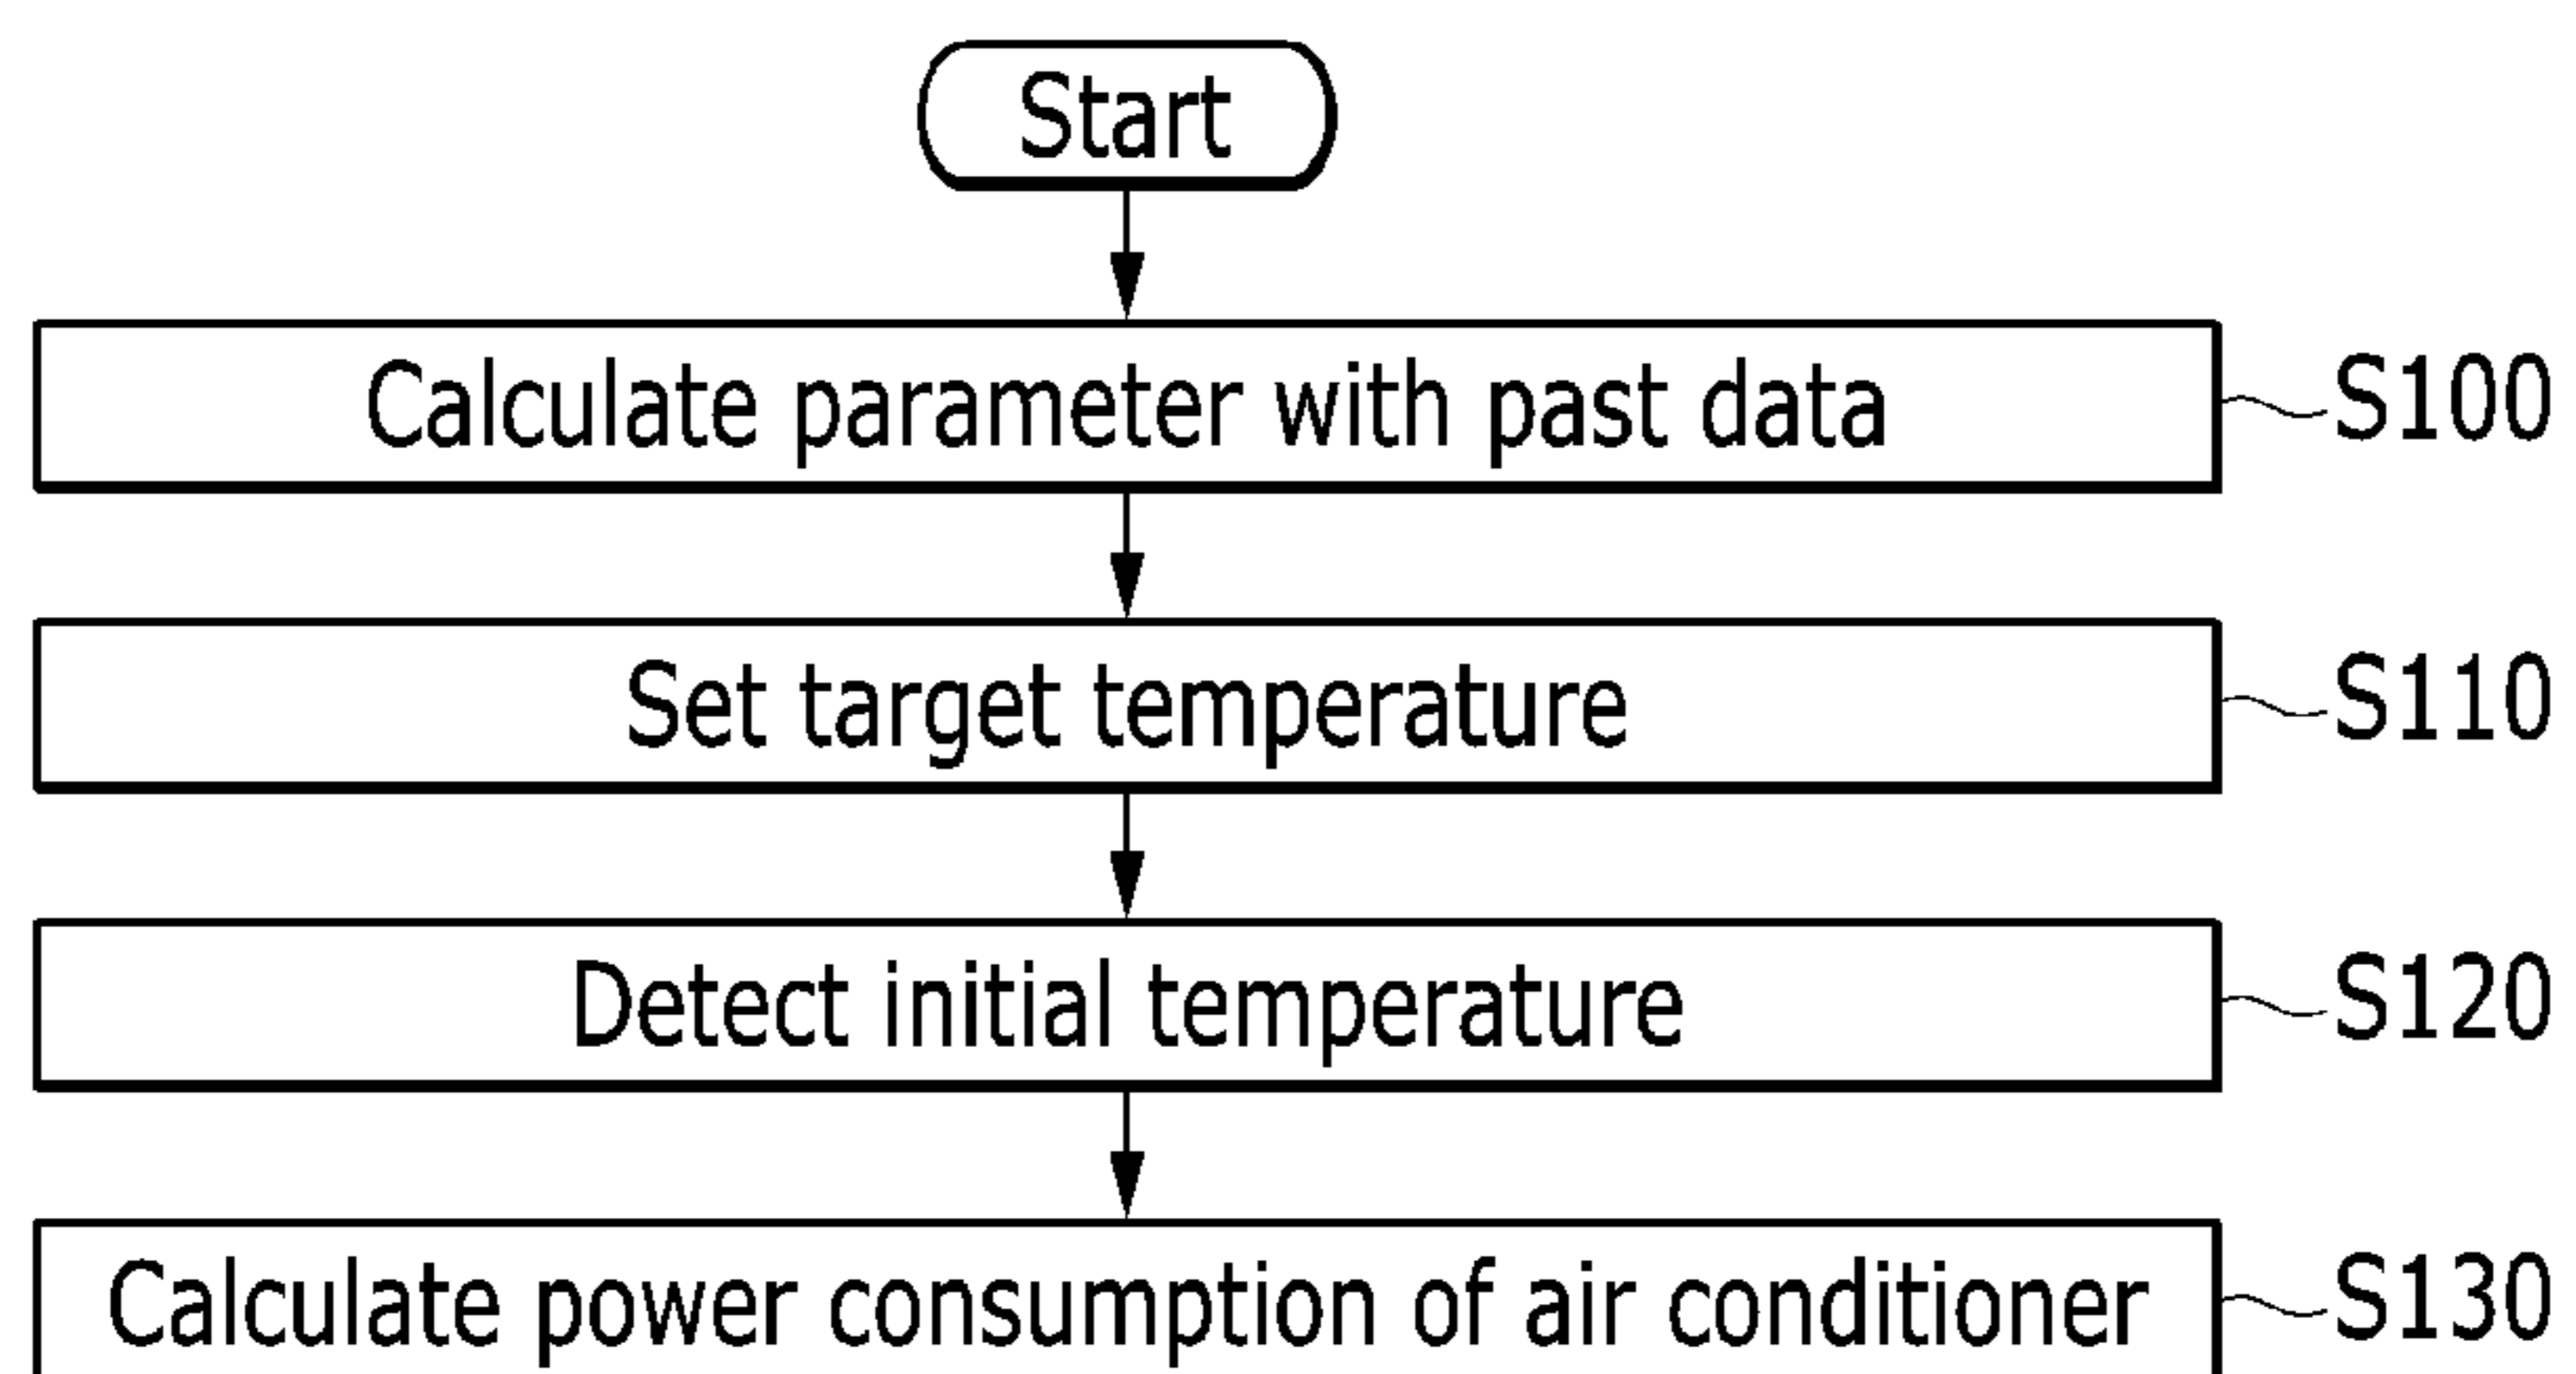 Start
Calculate parameter with past data S100
Set target temperature S110
Detect initial temperature S120
Calculate power consumption of air conditioner S130